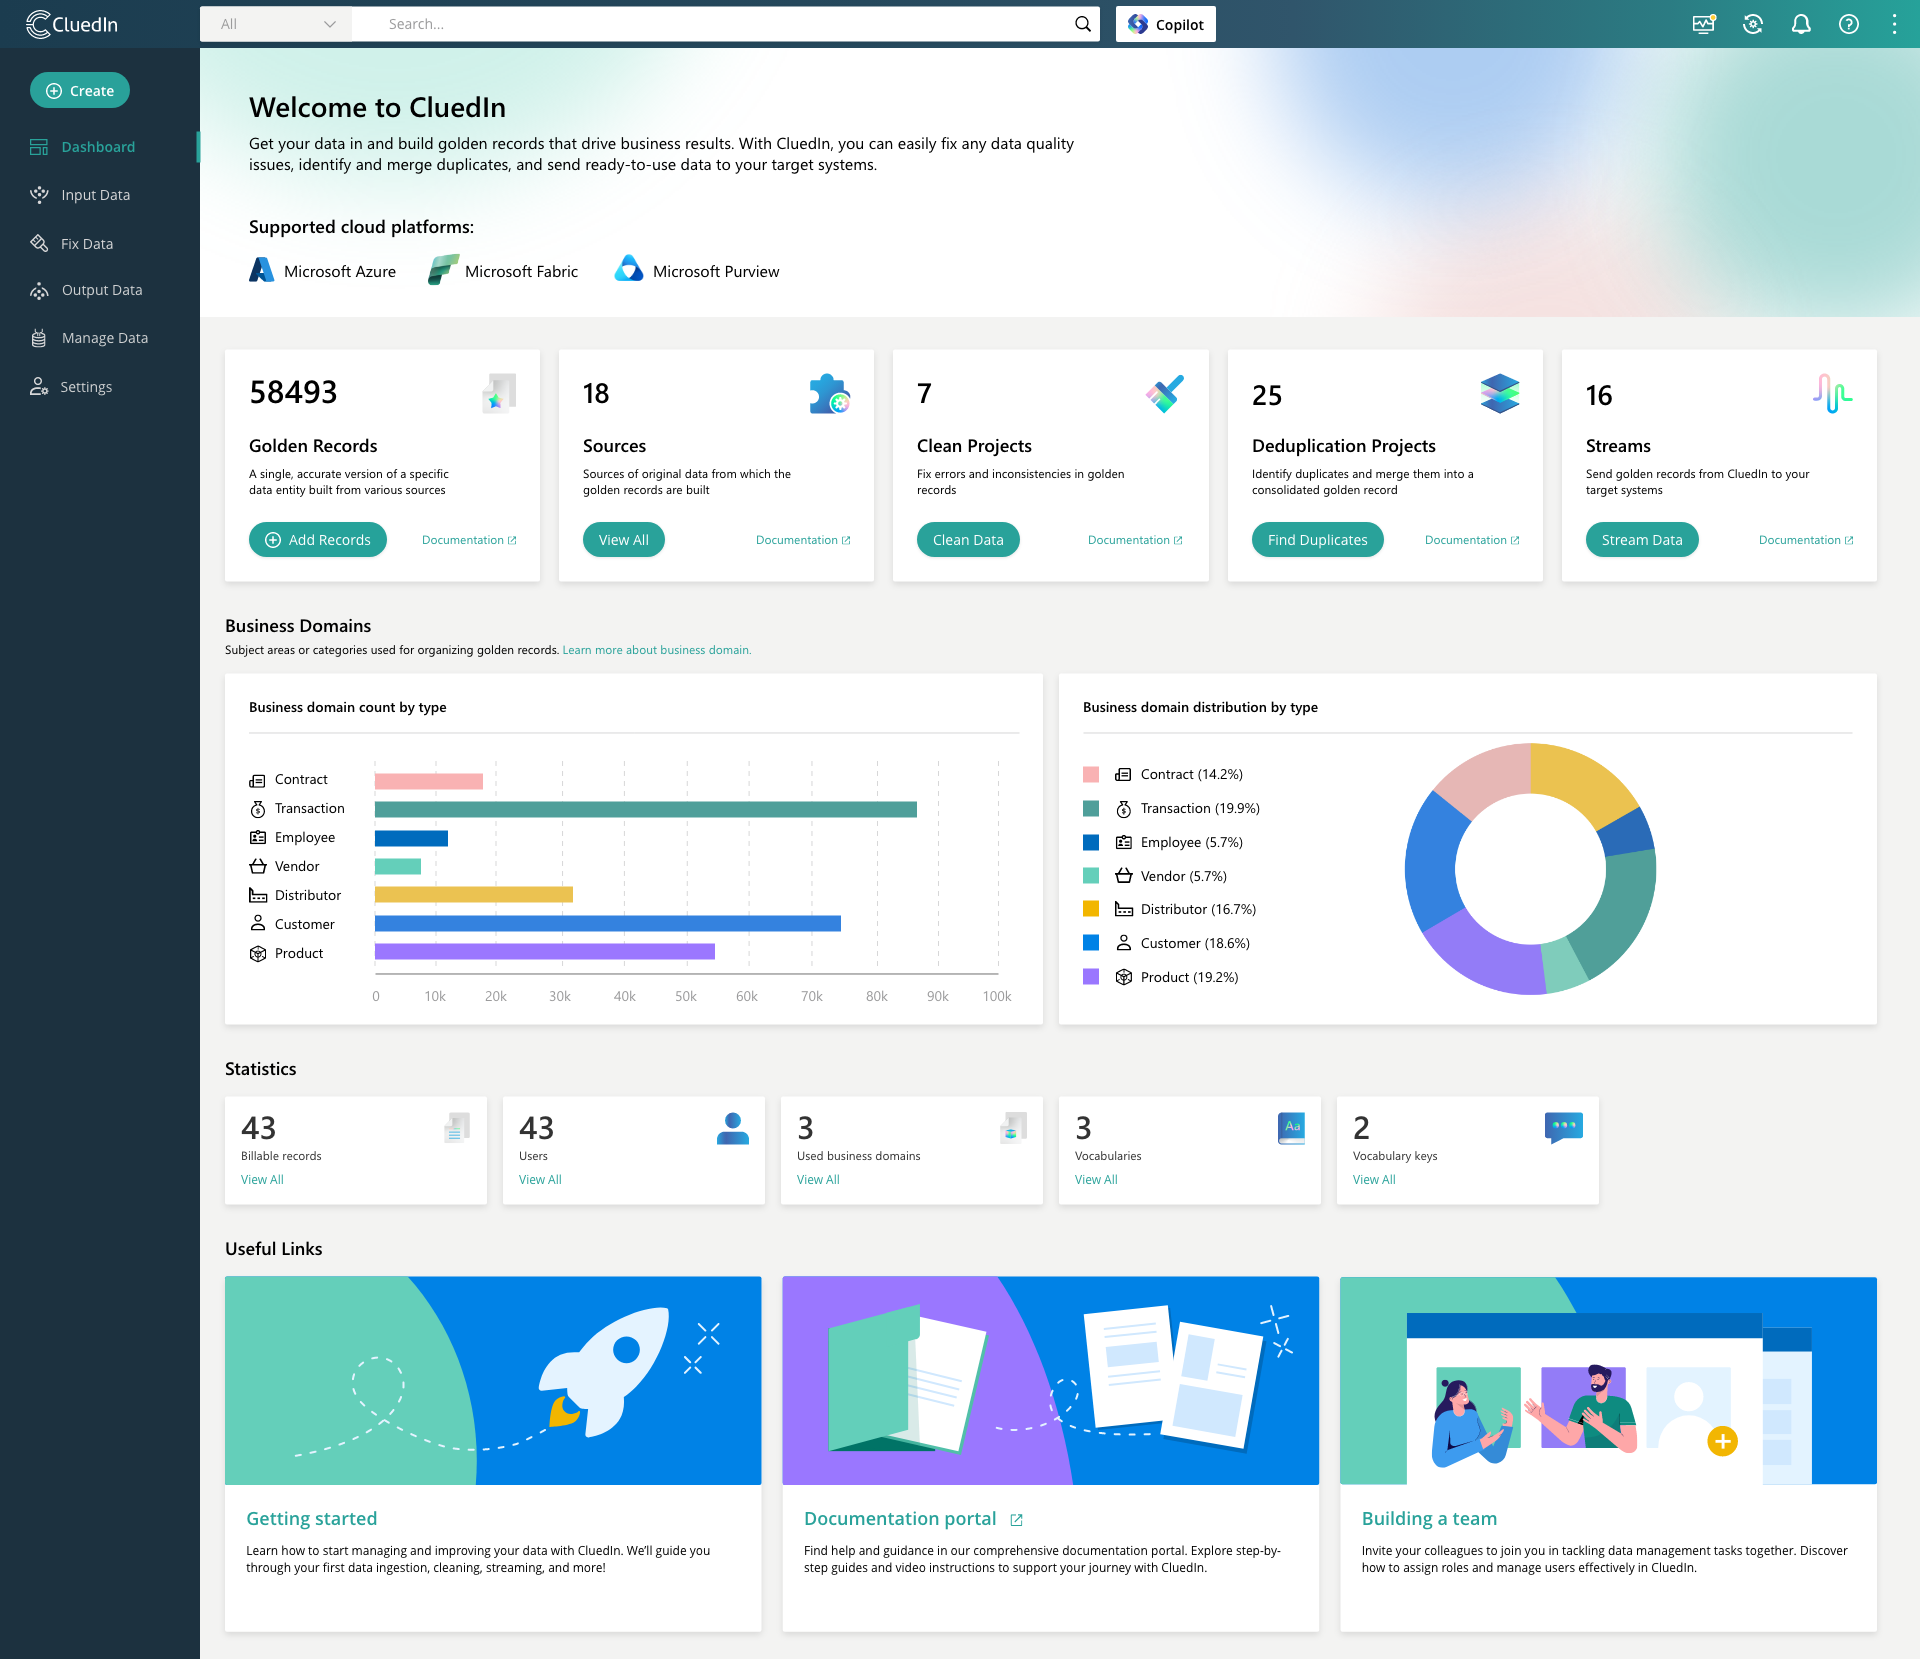 CluedIn
All
Search...
Copilot
Create
Dashboard
Input Data
Fix Data
Output Data
Manage Data
Settings
Welcome to CluedIn
Get your data in and build golden records that drive business results. With CluedIn, you can easily fix any data quality
issues, identify and merge duplicates, and send ready-to-use data to your target systems.
Supported cloud platforms:
Microsoft Azure
Microsoft Fabric
Microsoft Purview
58493
Golden Records
A single, accurate version of a specific
data entity built from various sources
Add Records
Documentation
18
Sources
Sources of original data from which the
golden records are built
View All
Documentation
7
Clean Projects
Fix errors and inconsistencies in golden
records
Clean Data
Documentation
25
Deduplication Projects
Identify duplicates and merge them into a
consolidated golden record
Find Duplicates
Documentation
16
Streams
Send golden records from CluedIn to your
target systems
Stream Data
Documentation
Business Domains
Subject areas or categories used for organizing golden records. Learn more about business domain.
Business domain count by type
Contract
Transaction
Employee
Vendor
Distributor
Customer
Product
0 10k 20k 30k 40k 50k 60k 70k 80k 90k 100k
Business domain distribution by type
Contract (14.2%)
Transaction (19.9%)
Employee (5.7%)
Vendor (5.7%)
Distributor (16.7%)
Customer (18.6%)
Product (19.2%)
Statistics
43
Billable records
View All
43
Users
View All
3
Used business domains
View All
3
Vocabularies
View All
Aa
2
Vocabulary keys
View All
Useful Links
Getting started
Learn how to start managing and improving your data with CluedIn. We'll guide you
through your first data ingestion, cleaning, streaming, and more!
Documentation portal
Find help and guidance in our comprehensive documentation portal. Explore step-by-
step guides and video instructions to support your journey with CluedIn.
Building a team
Invite your colleagues to join you in tackling data management tasks together. Discover
how to assign roles and manage users effectively in CluedIn.